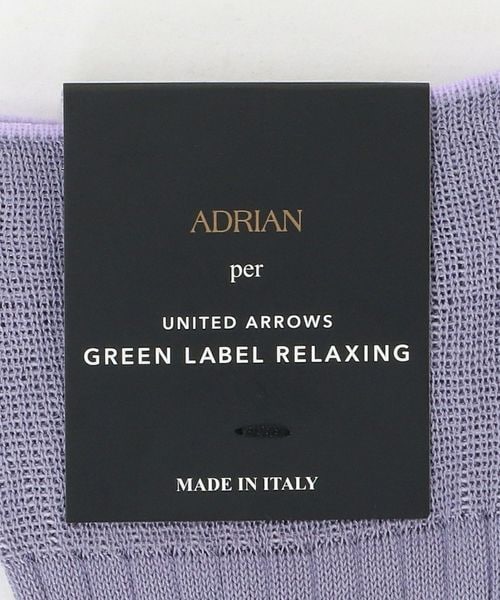 ADRIAN
per
UNITED ARROWS
GREEN LABEL RELAXING
MADE IN ITALY